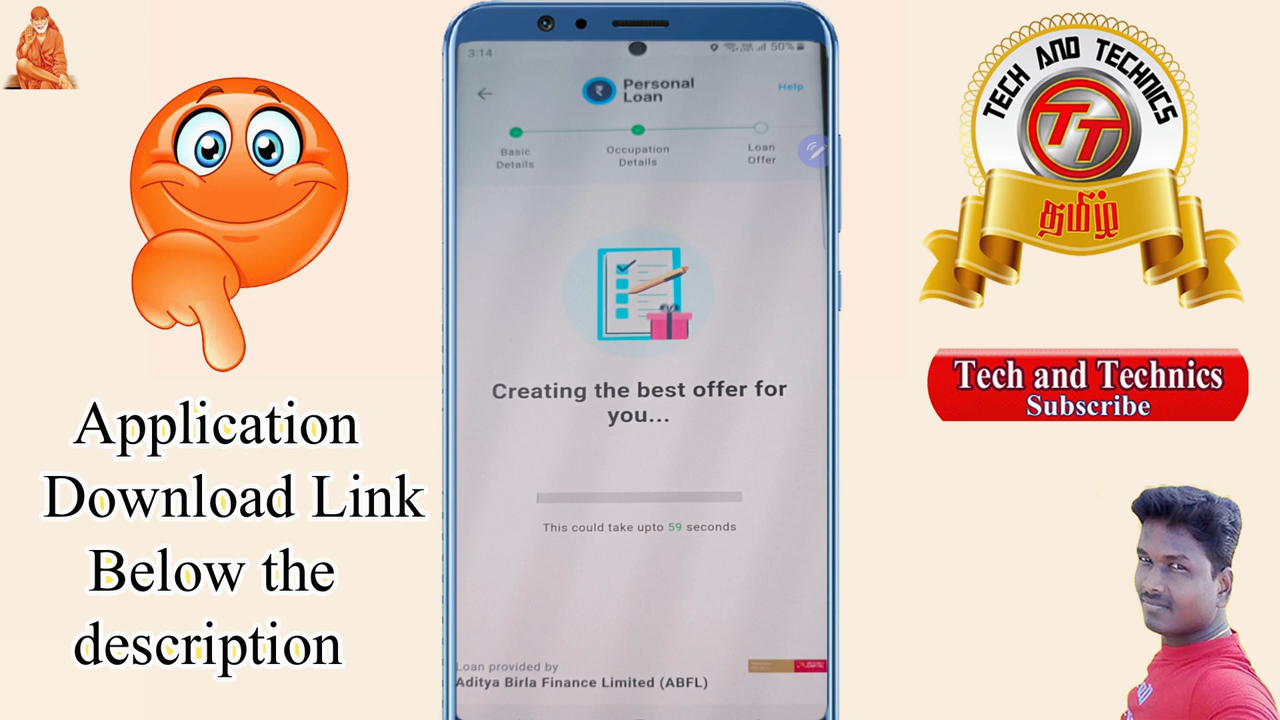 3:14
50%
Personal
Loan
Help
Basic
Details
Occupation
Details
Loan
Offer
Creating the best offer for
you...
This could take upto 59 seconds
Loan provided by
Aditya Birla Finance Limited (ABFL)
Application
Download Link
Below the
description
TECH AND TECHNICS
TT
தமிழ்
Tech and Technics
Subscribe